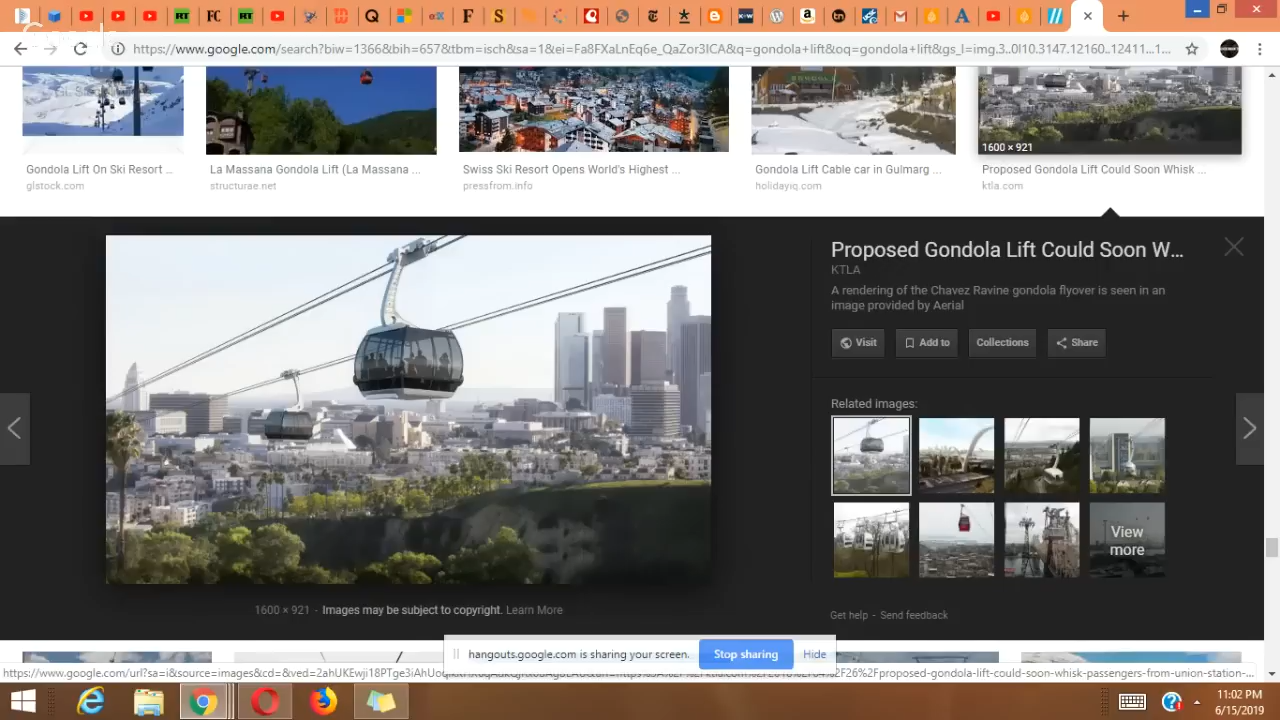 https://www.google.com/search?biw=1366&bih=657&tbm=isch&sa=1&ei=Fa8FXaLnEq6e_QaZor3ICA&q=gondola+lift&oq=gondola+lift&gs_l=img.3..0l10.3147.12160..12411...1...
Gondola Lift On Ski Resort ...
glstock.com
La Massana Gondola Lift (La Massana ...
structurae.net
Swiss Ski Resort Opens World's Highest ...
pressfrom.info
Gondola Lift Cable car in Gulmarg ...
holidayiq.com
1600 × 921
Proposed Gondola Lift Could Soon Whisk ...
ktla.com
Proposed Gondola Lift Could Soon W...
KTLA
A rendering of the Chavez Ravine gondola flyover is seen in an
image provided by Aerial
Visit
Add to
Collections
Share
Related images:
View
more
1600 × 921 - Images may be subject to copyright. Learn More
Get help - Send feedback
hangouts.google.com is sharing your screen.
Stop sharing
Hide
11:02 PM
6/15/2019